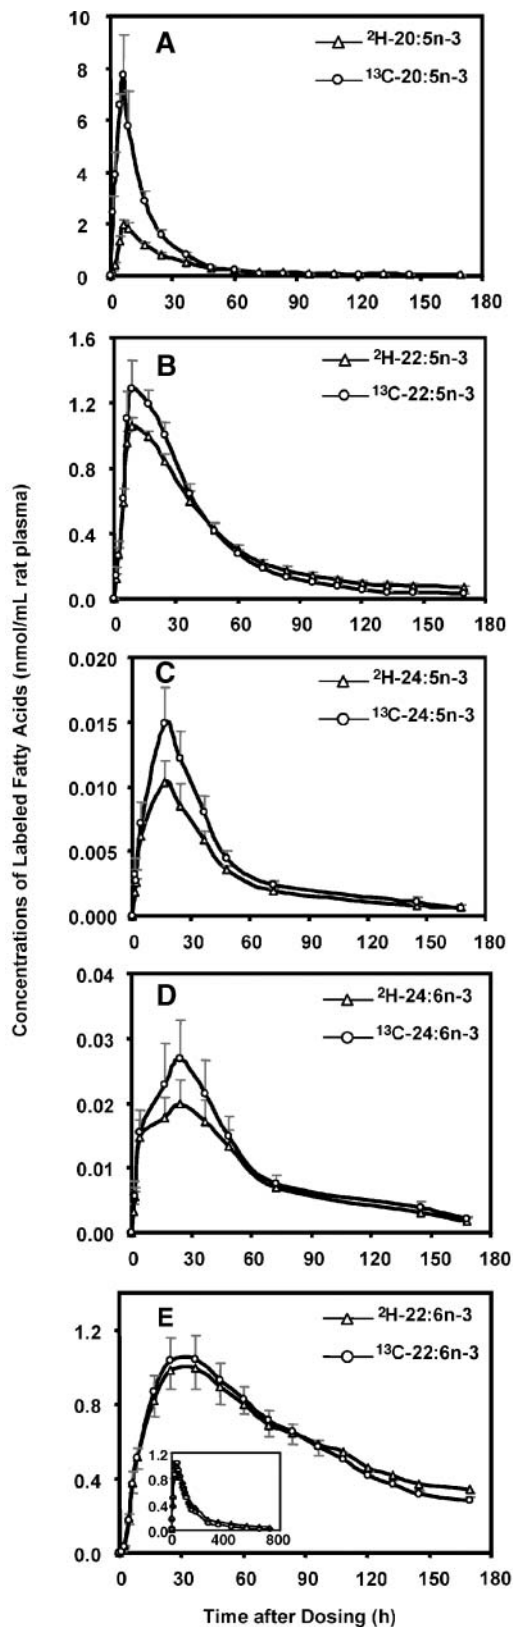 Concentrations of Labeled Fatty Acids (nmol/mL rat plasma)
A
²H-20:5n-3
¹³C-20:5n-3
10
8
6
4
2
0
0 30 60 90 120 150 180
B
²H-22:5n-3
¹³C-22:5n-3
1.6
1.2
0.8
0.4
0.0
0 30 60 90 120 150 180
C
²H-24:5n-3
¹³C-24:5n-3
0.020
0.015
0.010
0.005
0.000
0 30 60 90 120 150 180
D
²H-24:6n-3
¹³C-24:6n-3
0.04
0.03
0.02
0.01
0.00
0 30 60 90 120 150 180
E
²H-22:6n-3
¹³C-22:6n-3
1.2
0.8
0.4
0.0
1.2
0.8
0.4
0.0
0 400 800
0 30 60 90 120 150 180
Time after Dosing (h)